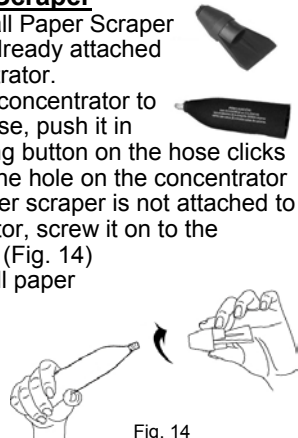 Scraper
all Paper Scraper
lready attached
trator.
concentrator to
se, push it in
g button on the hose clicks
he hole on the concentrator
er scraper is not attached to
tor, screw it on to the
(Fig. 14)
ll paper
Fig. 14